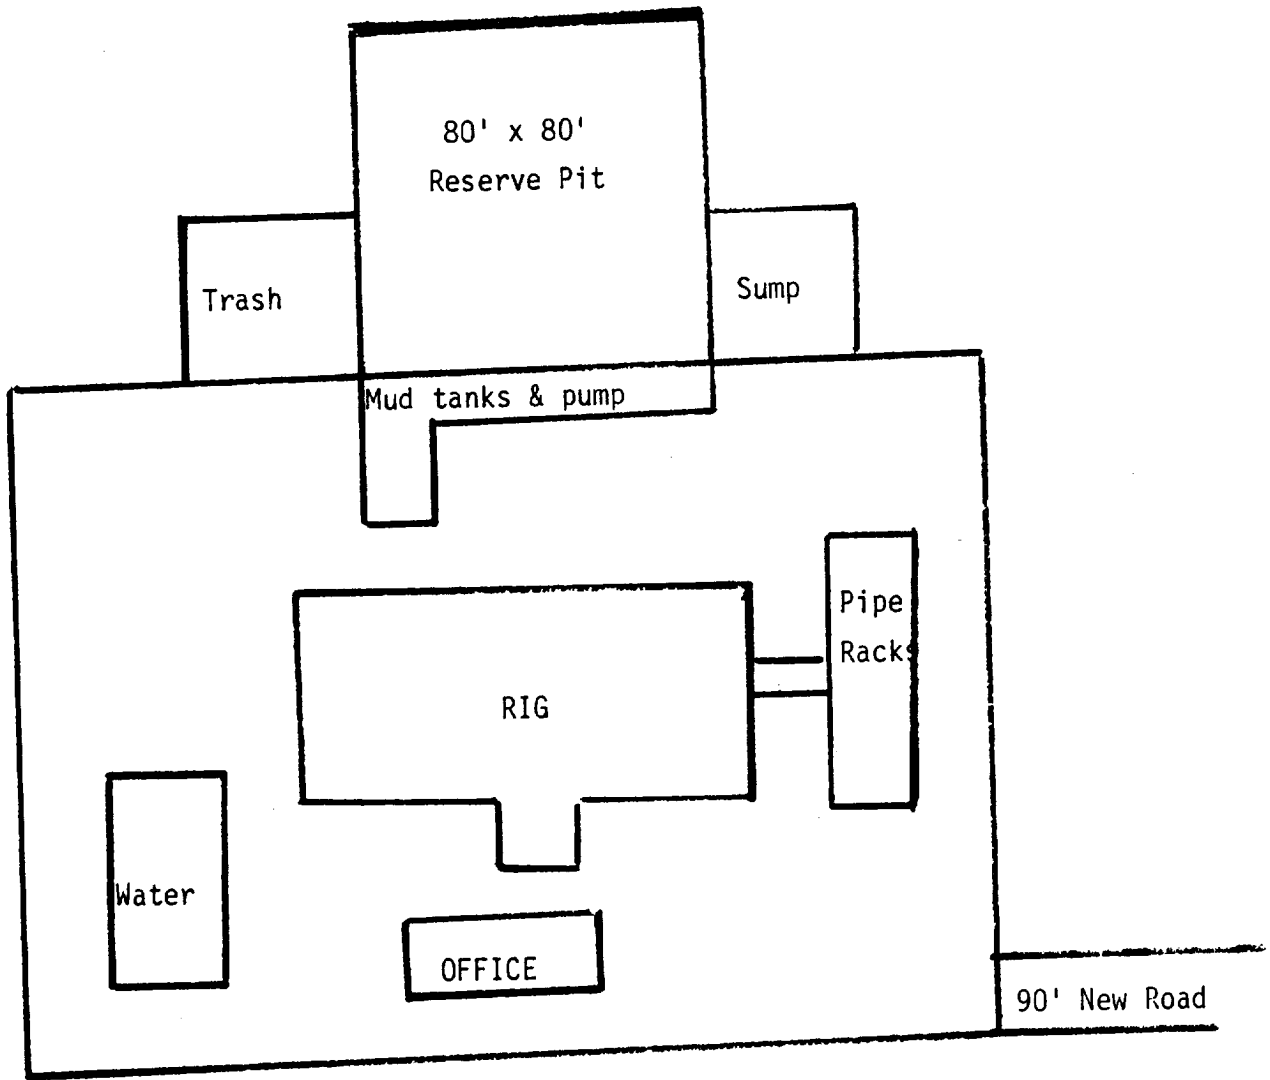 80' x 80'
Reserve Pit
Trash
Sump
Mud tanks & pump
Pipe
Racks
RIG
Water
OFFICE
90' New Road